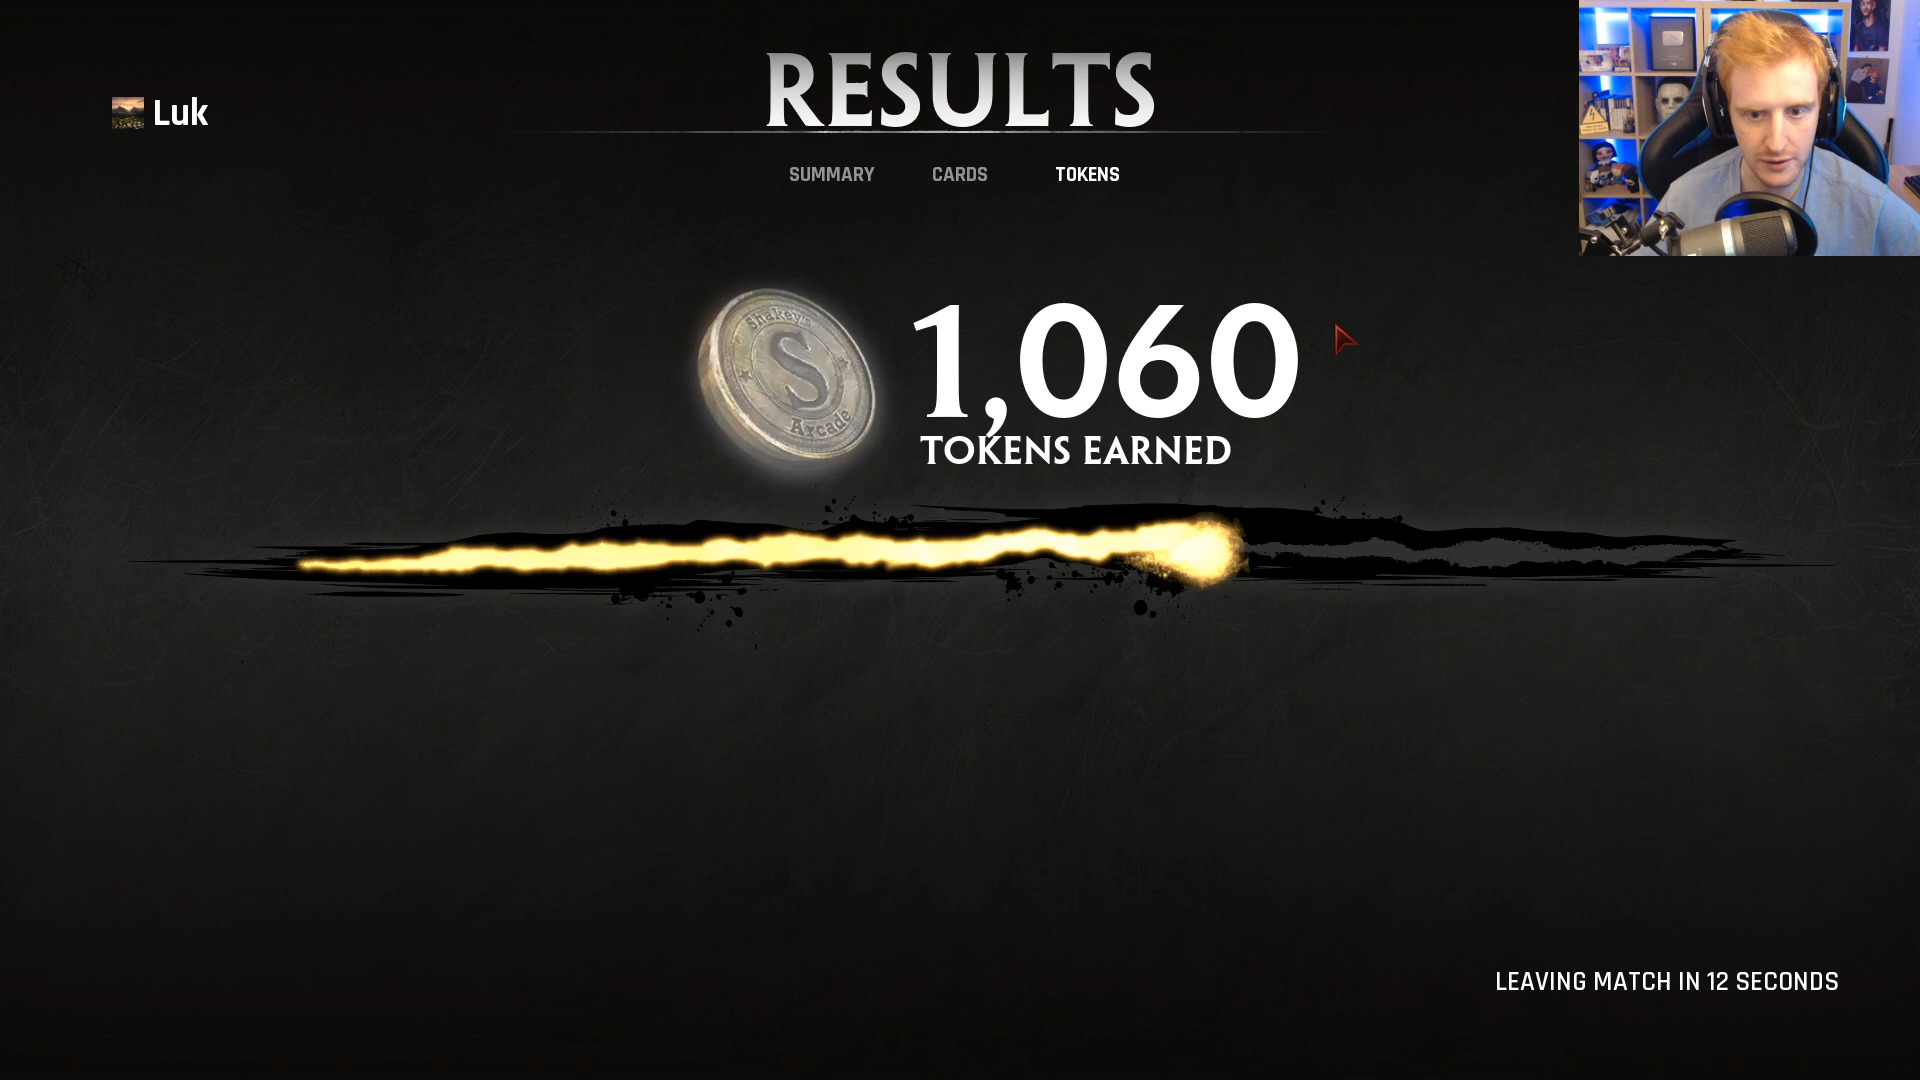 Luk
RESULTS
SUMMARY
CARDS
TOKENS
Shakey's
S
Arcade
1,060
TOKENS EARNED
LEAVING MATCH IN 12 SECONDS